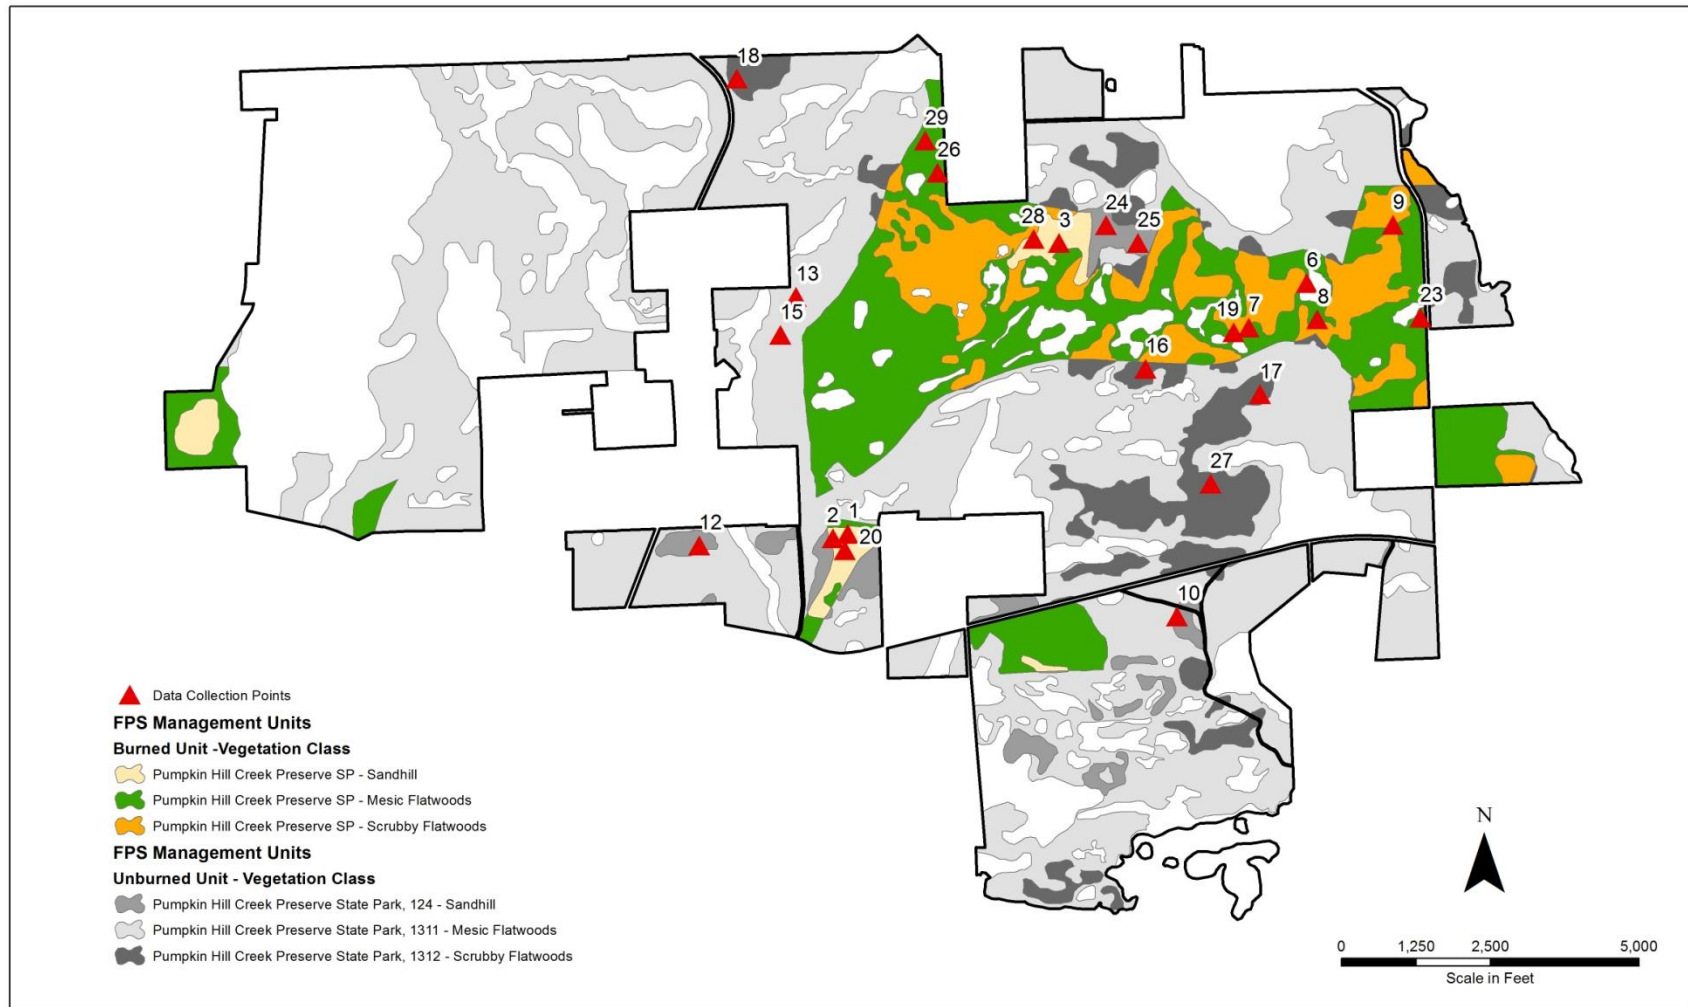 18
29
26
28
3
24
25
9
13
6
15
19
7
8
23
16
17
27
12
2
1
20
10
Data Collection Points
FPS Management Units
Burned Unit -Vegetation Class
Pumpkin Hill Creek Preserve SP - Sandhill
Pumpkin Hill Creek Preserve SP - Mesic Flatwoods
Pumpkin Hill Creek Preserve SP - Scrubby Flatwoods
FPS Management Units
Unburned Unit - Vegetation Class
Pumpkin Hill Creek Preserve State Park, 124 - Sandhill
Pumpkin Hill Creek Preserve State Park, 1311 - Mesic Flatwoods
Pumpkin Hill Creek Preserve State Park, 1312 - Scrubby Flatwoods
N
0 1,250 2,500 5,000
Scale in Feet